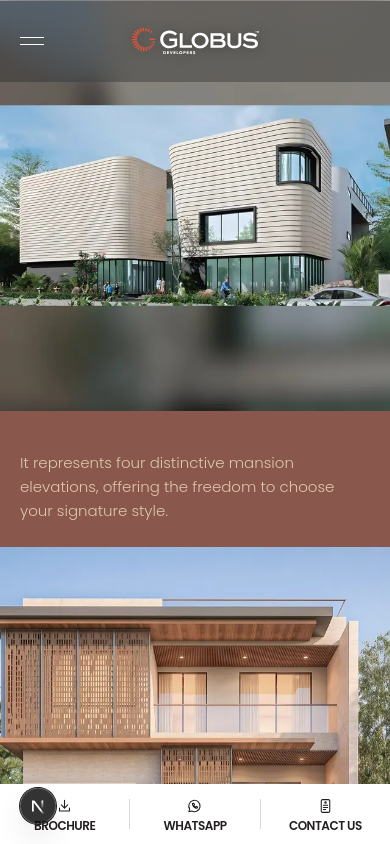 GLOBUS
DEVELOPERS
It represents four distinctive mansion
elevations, offering the freedom to choose
your signature style.
N
BROCHURE
WHATSAPP
CONTACT US